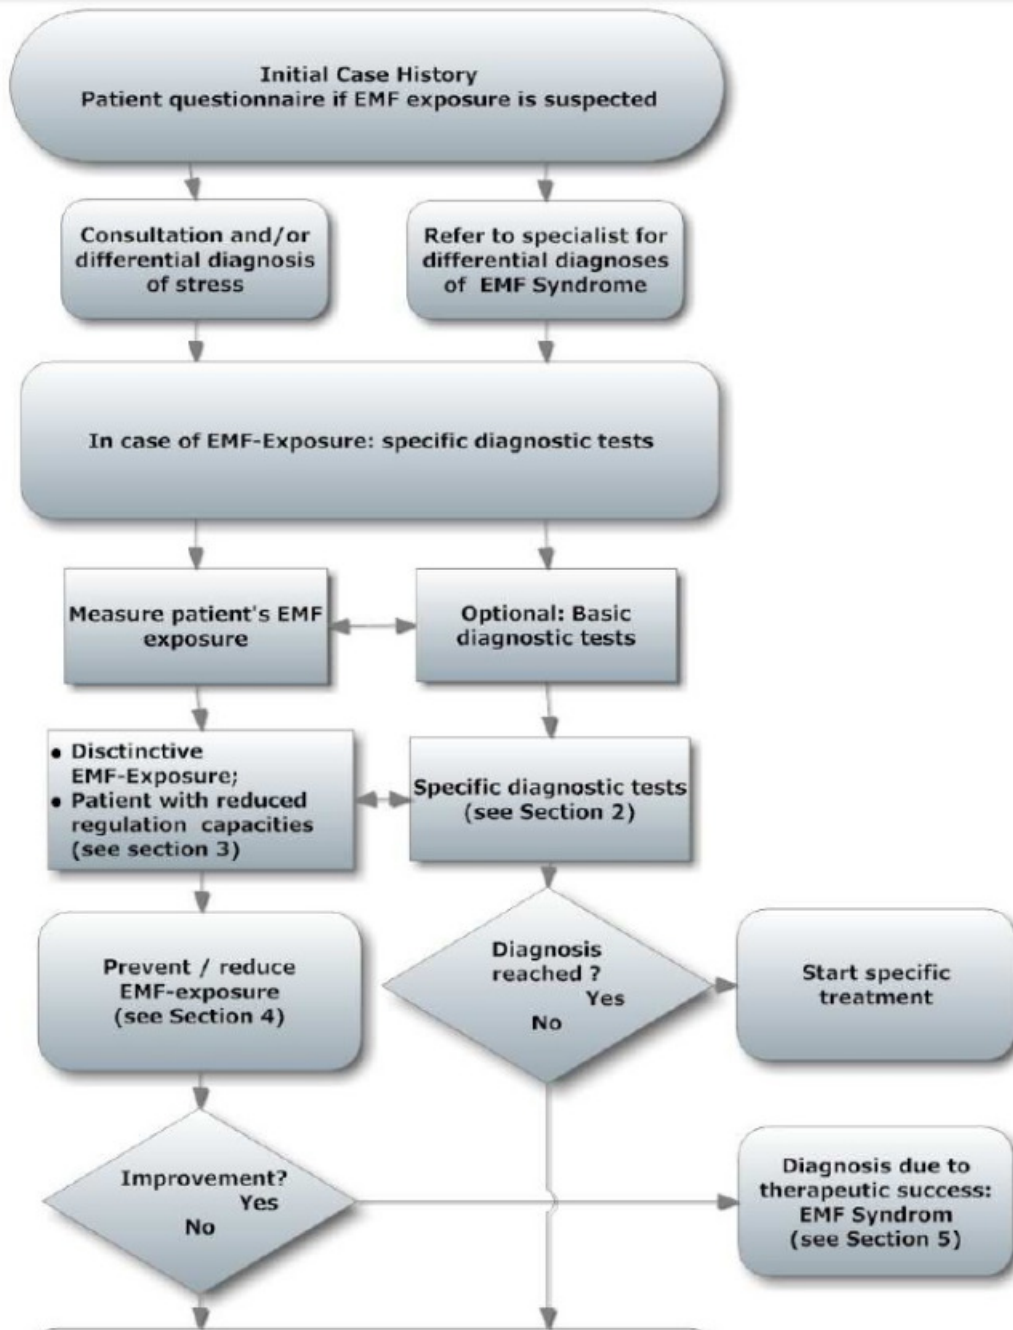 Initial Case History
Patient questionnaire if EMF exposure is suspected
Consultation and/or
differential diagnosis
of stress
Refer to specialist for
differential diagnoses
of EMF Syndrome
In case of EMF-Exposure: specific diagnostic tests
Measure patient's EMF
exposure
Optional: Basic
diagnostic tests
• Disctinctive
EMF-Exposure;
• Patient with reduced
regulation capacities
(see section 3)
Specific diagnostic tests
(see Section 2)
Prevent / reduce
EMF-exposure
(see Section 4)
Diagnosis
reached ?
Yes
No
Start specific
treatment
Improvement?
Yes
No
Diagnosis due to
therapeutic success:
EMF Syndrom
(see Section 5)